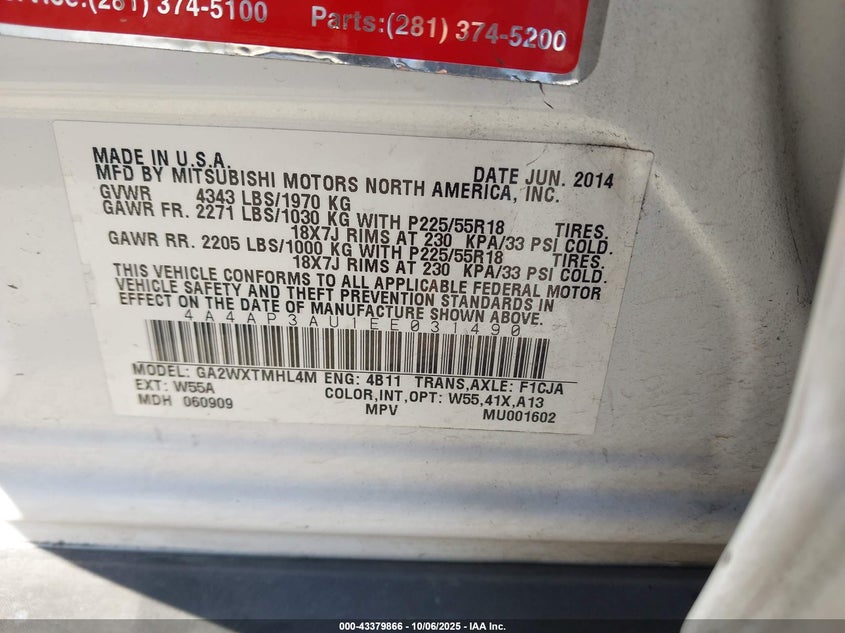 (281) 374-5100
Parts:(281) 374-5200
MADE IN U.S.A. DATE JUN. 2014
MFD BY MITSUBISHI MOTORS NORTH AMERICA, INC.
GVWR 4343 LBS/1970 KG
GAWR FR. 2271 LBS/1030 KG WITH P225/55R18 TIRES.
18X7J RIMS AT 230 KPA/33 PSI COLD.
GAWR RR. 2205 LBS/1000 KG WITH P225/55R18 TIRES.
18X7J RIMS AT 230 KPA/33 PSI COLD.
THIS VEHICLE CONFORMS TO ALL APPLICABLE FEDERAL MOTOR
VEHICLE SAFETY AND THEFT PREVENTION STANDARDS IN
EFFECT ON THE DATE OF MANUFACTURE SHOWN ABOVE.
4A4AP3AU1EE031490
MODEL: GA2WXTMHL4M ENG: 4B11 TRANS,AXLE: F1CJA
EXT: W55A COLOR,INT,OPT: W55,41X,A13
MDH 060909 MPV MU001602
000-43379866 | 10/06/2025 | IAA Inc.